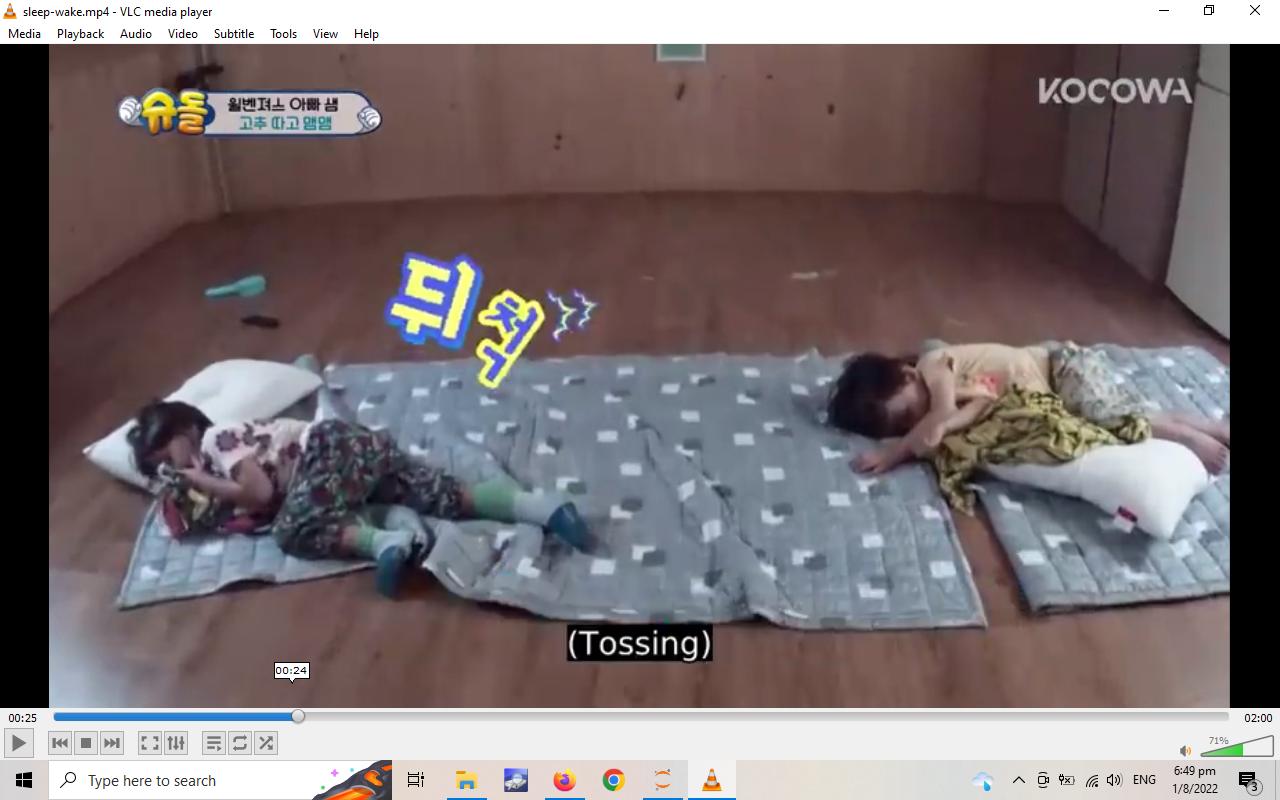 sleep-wake.mp4 - VLC media player
Media Playback Audio Video Subtitle Tools View Help
슈돌
윌벤져스 아빠 샘
고추 따고 맴맴
KOCOWA
뒤척
(Tossing)
00:24
00:25
02:00
71%
Type here to search
ENG
6:49 pm
1/8/2022
3